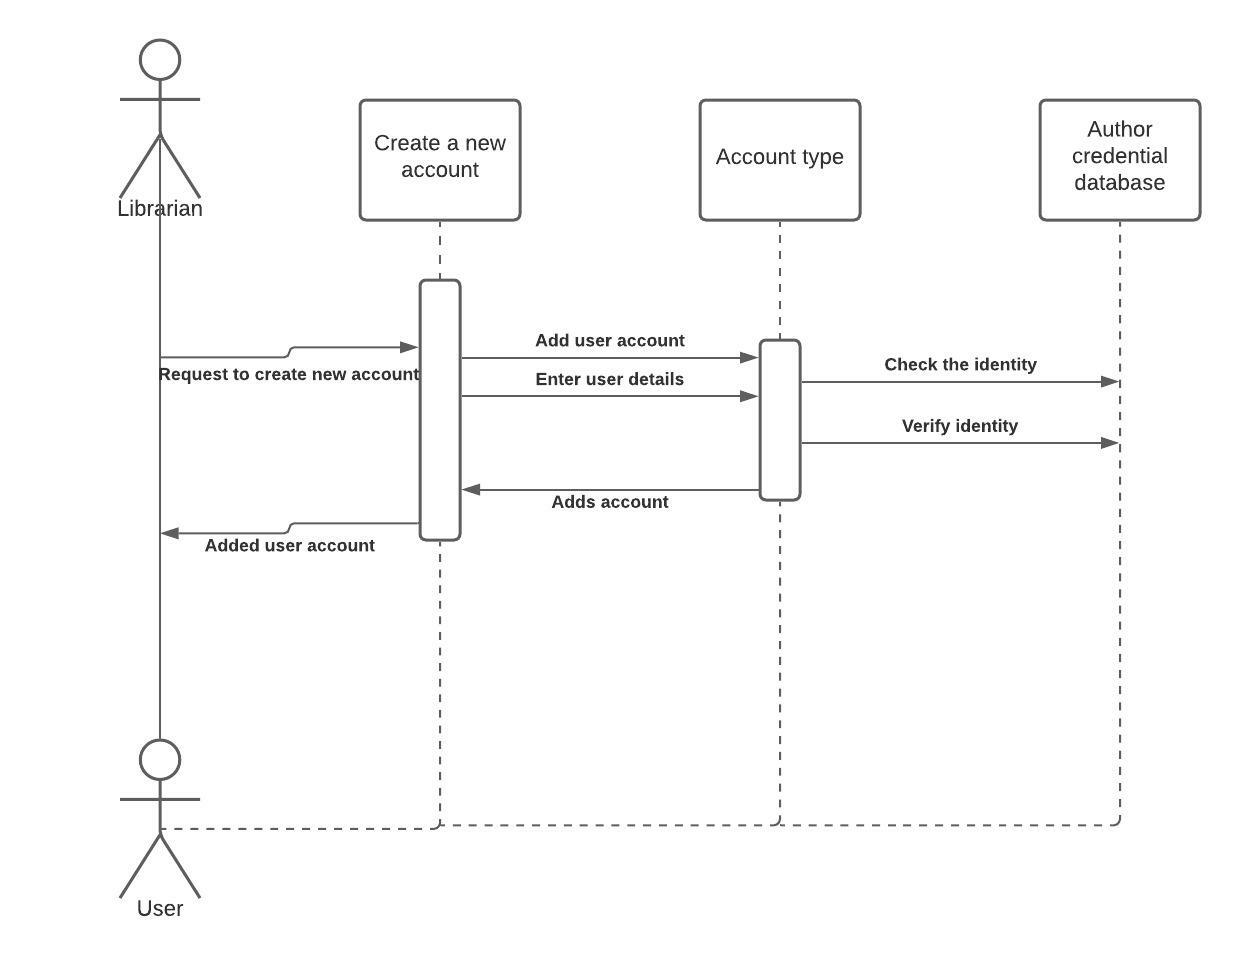 Librarian
Create a new
account
Account type
Author
credential
database
Add user account
Check the identity
Request to create new account
Enter user details
Verify identity
Adds account
Added user account
User